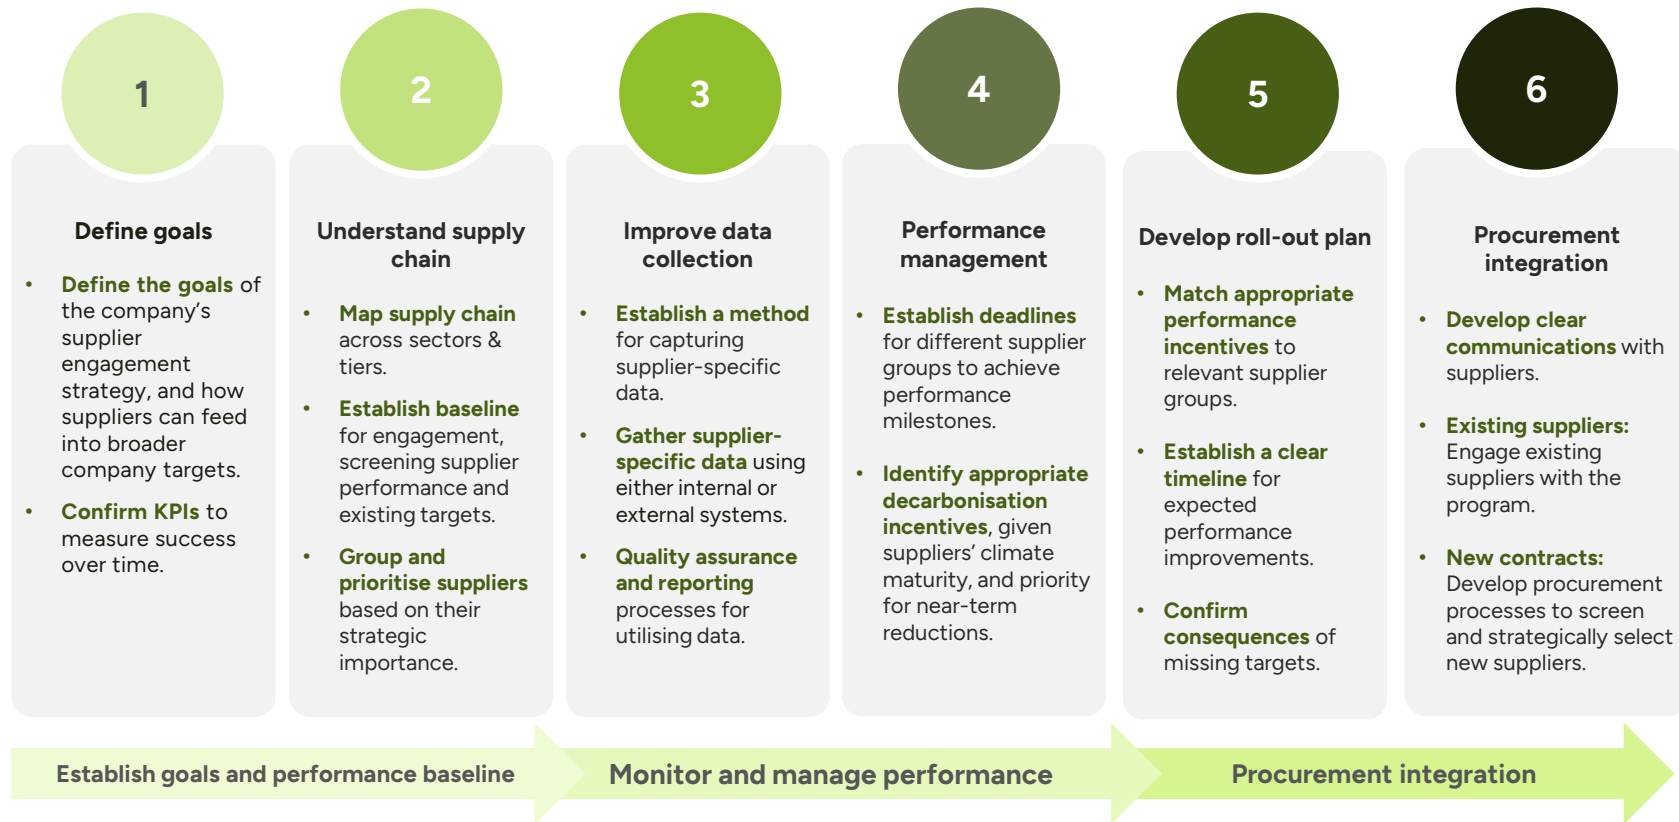 1
Define goals
• Define the goals of
the company's
supplier
engagement
strategy, and how
suppliers can feed
into broader
company targets.
• Confirm KPIs to
measure success
over time.
2
Understand supply
chain
• Map supply chain
across sectors &
tiers.
• Establish baseline
for engagement,
screening supplier
performance and
existing targets.
• Group and
prioritise suppliers
based on their
strategic
importance.
3
Improve data
collection
• Establish a method
for capturing
supplier-specific
data.
• Gather supplier-
specific data using
either internal or
external systems.
• Quality assurance
and reporting
processes for
utilising data.
4
Performance
management
• Establish deadlines
for different supplier
groups to achieve
performance
milestones.
• Identify appropriate
decarbonisation
incentives, given
suppliers' climate
maturity, and priority
for near-term
reductions.
5
Develop roll-out plan
• Match appropriate
performance
incentives to
relevant supplier
groups.
• Establish a clear
timeline for
expected
performance
improvements.
• Confirm
consequences of
missing targets.
6
Procurement
integration
• Develop clear
communications with
suppliers.
• Existing suppliers:
Engage existing
suppliers with the
program.
• New contracts:
Develop procurement
processes to screen
and strategically select
new suppliers.
Establish goals and performance baseline
Monitor and manage performance
Procurement integration